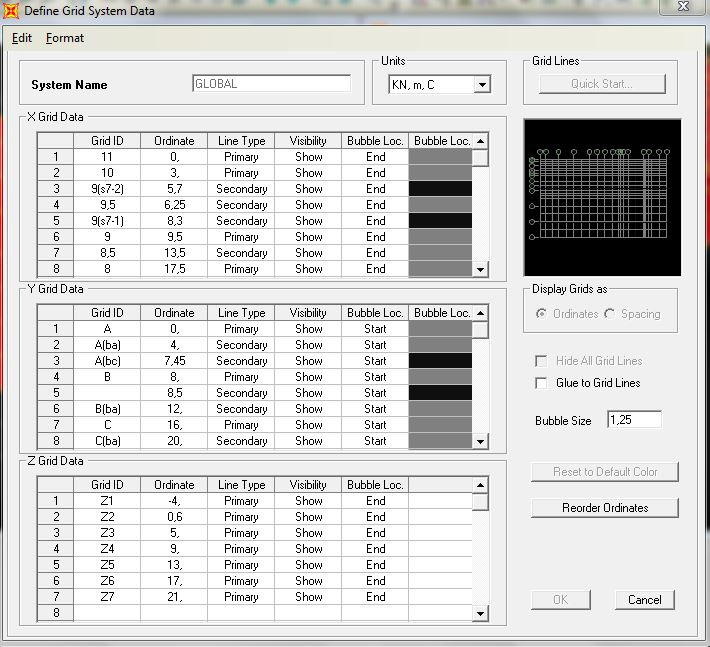 Define Grid System Data
Edit Format
System Name GLOBAL
Units
KN, m, C
Grid Lines
Quick Start...
X Grid Data
Grid ID Ordinate Line Type Visibility Bubble Loc. Bubble Loc.
1 11 0, Primary Show End
2 10 3, Primary Show End
3 9(s7-2) 5,7 Secondary Show End
4 9,5 6,25 Secondary Show End
5 9(s7-1) 8,3 Secondary Show End
6 9 9,5 Primary Show End
7 8,5 13,5 Secondary Show End
8 8 17,5 Primary Show End
Y Grid Data
Grid ID Ordinate Line Type Visibility Bubble Loc. Bubble Loc.
1 A 0, Primary Show Start
2 A(ba) 4, Secondary Show Start
3 A(bc) 7,45 Secondary Show Start
4 B 8, Primary Show Start
5 8,5 Secondary Show Start
6 B(ba) 12, Secondary Show Start
7 C 16, Primary Show Start
8 C(ba) 20, Secondary Show Start
Z Grid Data
Grid ID Ordinate Line Type Visibility Bubble Loc.
1 Z1 -4, Primary Show End
2 Z2 0,6 Primary Show End
3 Z3 5, Primary Show End
4 Z4 9, Primary Show End
5 Z5 13, Primary Show End
6 Z6 17, Primary Show End
7 Z7 21, Primary Show End
8
Display Grids as
Ordinates Spacing
Hide All Grid Lines
Glue to Grid Lines
Bubble Size 1,25
Reset to Default Color
Reorder Ordinates
OK Cancel